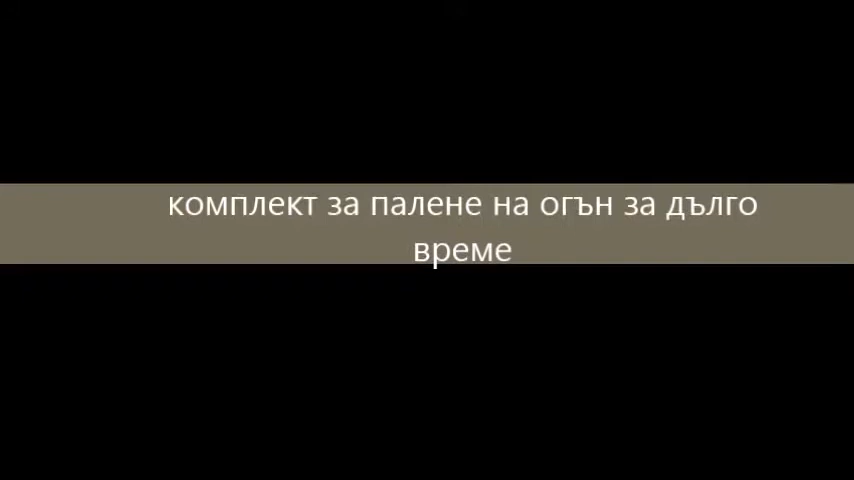 комплект за палене на огън за дълго
време